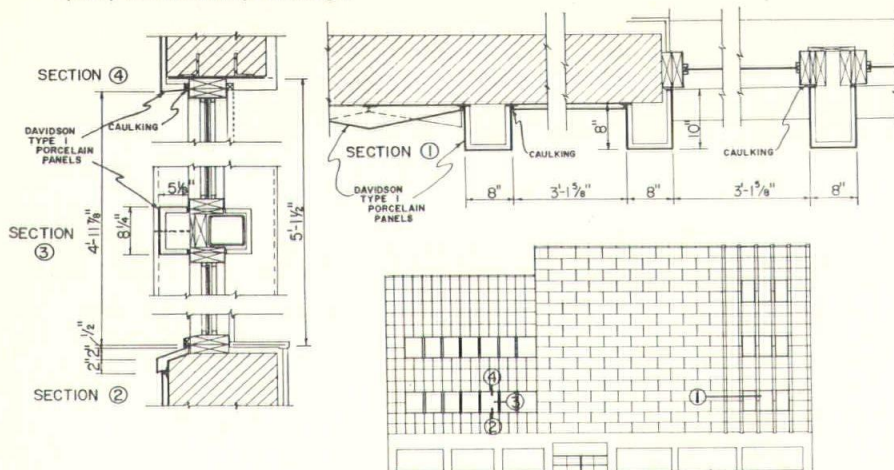 SECTION ④
DAVIDSON
TYPE I
PORCELAIN
PANELS
CAULKING
5⅛"
SECTION
③
4'-11⅞"
8¼"
5'-1½"
½"
2"
2"
SECTION ②
SECTION ①
DAVIDSON
TYPE I
PORCELAIN
PANELS
CAULKING
8"
10"
CAULKING
8"
3'-1⅝"
8"
3'-1⅝"
8"
④
③
②
①